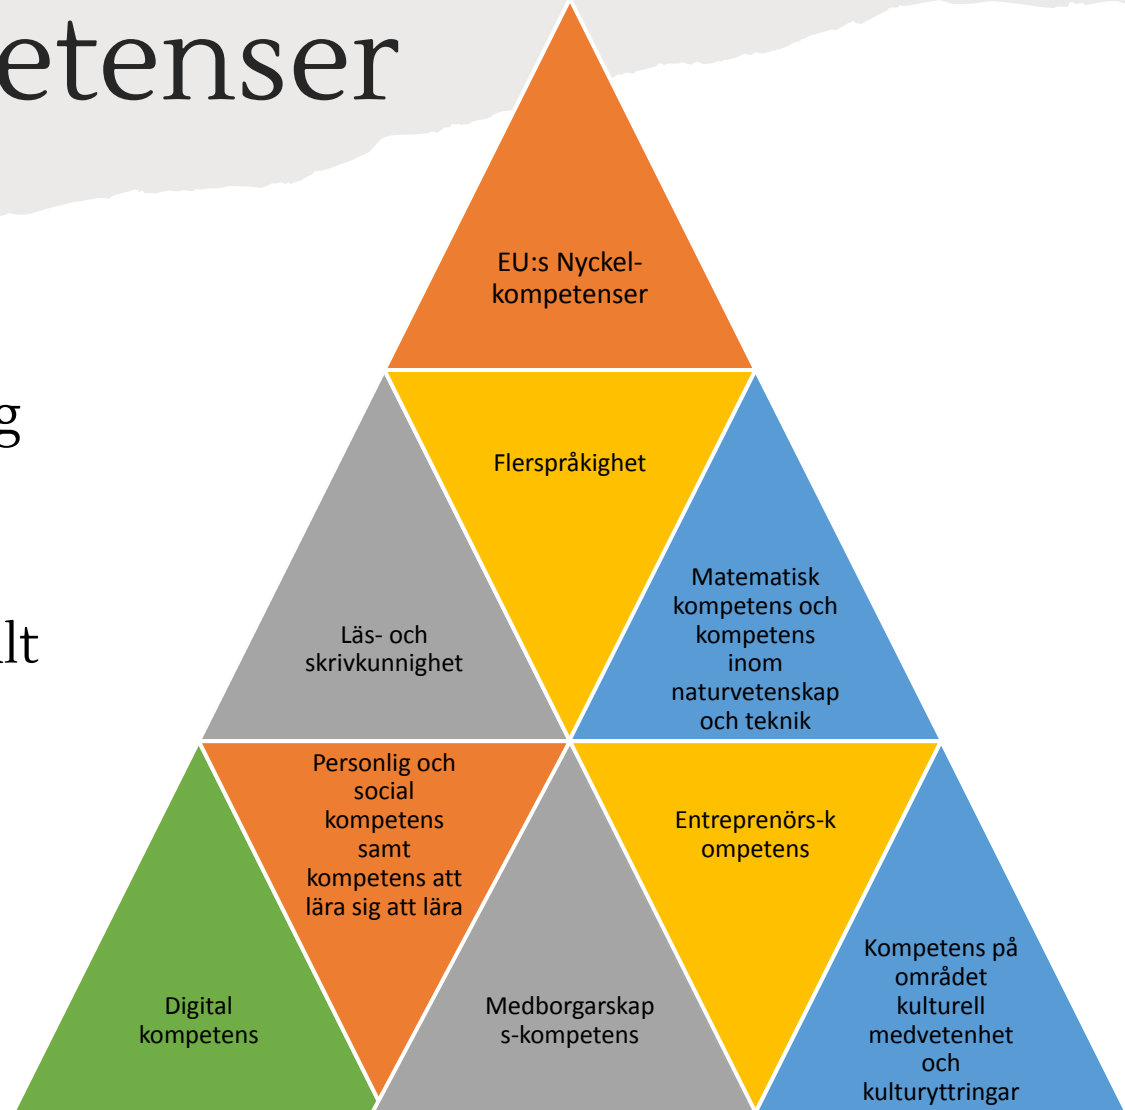 etenser
EU:s Nyckel-
kompetenser
g
Flerspråkighet
lt
Läs- och
skrivkunnighet
Matematisk
kompetens och
kompetens
inom
naturvetenskap
och teknik
Personlig och
social
kompetens
samt
kompetens att
lära sig att lära
Entreprenörs-k
ompetens
Digital
kompetens
Medborgarskap
s-kompetens
Kompetens på
området
kulturell
medvetenhet
och
kulturyttringar